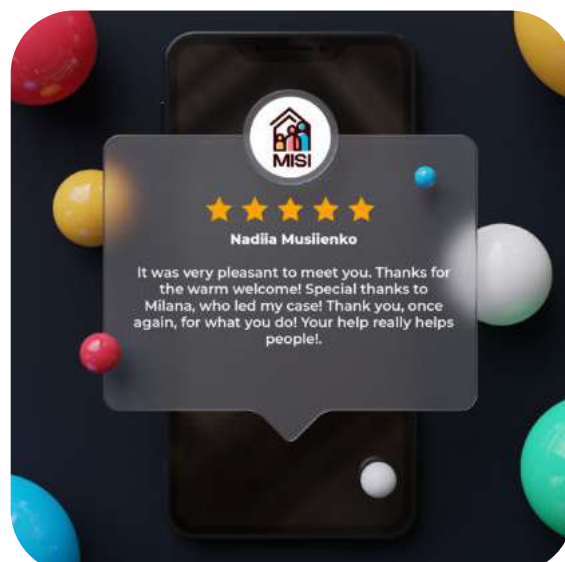 MISI
Nadiia Musiienko
It was very pleasant to meet you. Thanks for
the warm welcome! Special thanks to
Milana, who led my case! Thank you, once
again, for what you do! Your help really helps
people!.